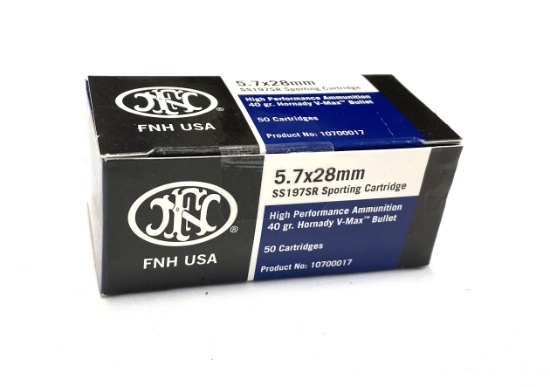 FN
®
FNH USA
5.7x28mm
SS197SR Sporting Cartridge
High Performance Ammunition
40 gr. Hornady V-Max™ Bullet
50 Cartridges
Product No: 10700017
FN
®
FNH USA
5.7x28mm
SS197SR Sporting Cartridge
High Performance Ammunition
40 gr. Hornady V-Max™ Bullet
50 Cartridges
Product No: 10700017